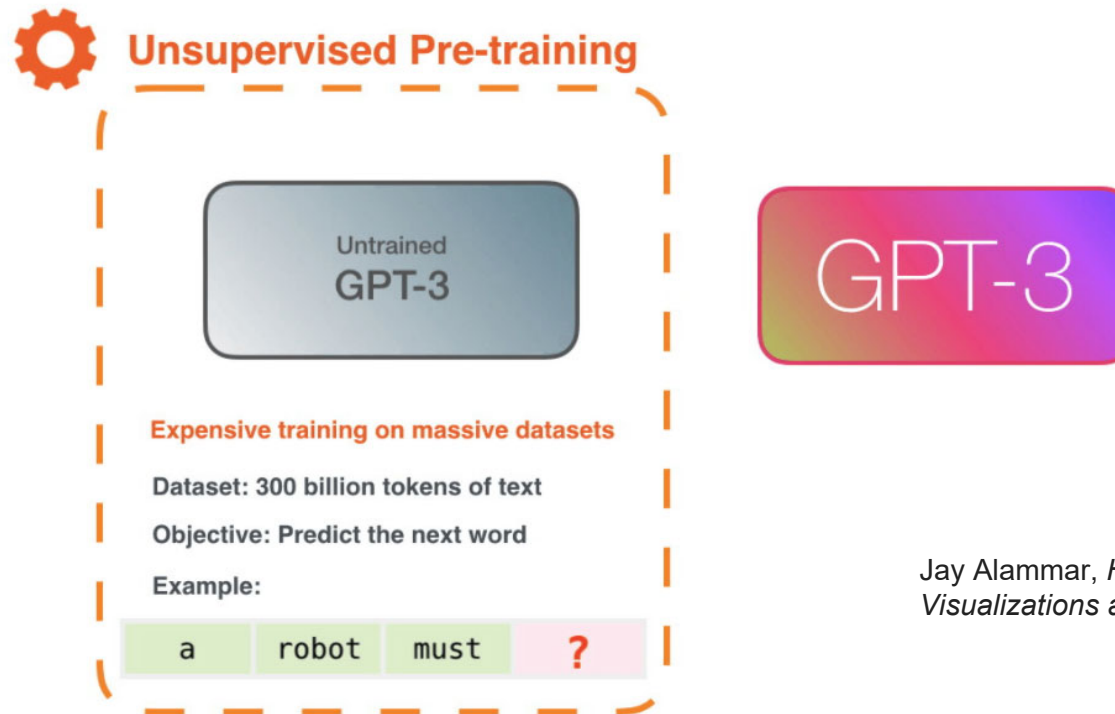 Unsupervised Pre-training
Untrained
GPT-3
GPT-3
Expensive training on massive datasets
Dataset: 300 billion tokens of text
Objective: Predict the next word
Example:
a robot must ?
Jay Alammar,
Visualizations